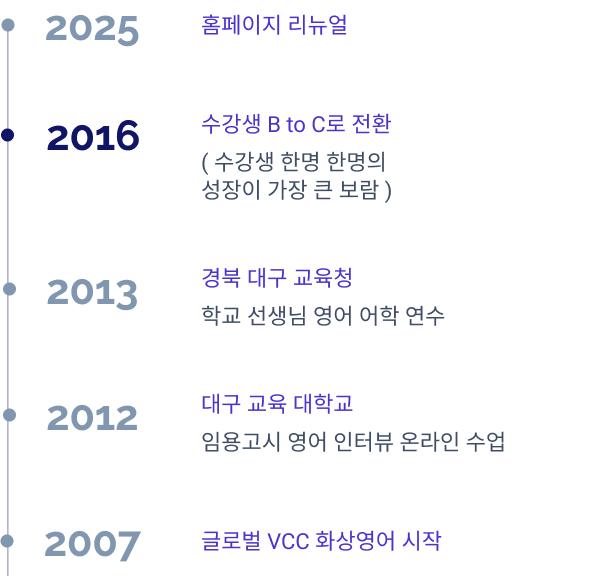 2025
홈페이지 리뉴얼
2016
수강생 B to C로 전환
( 수강생 한명 한명의
성장이 가장 큰 보람 )
2013
경북 대구 교육청
학교 선생님 영어 어학 연수
2012
대구 교육 대학교
임용고시 영어 인터뷰 온라인 수업
2007
글로벌 VCC 화상영어 시작